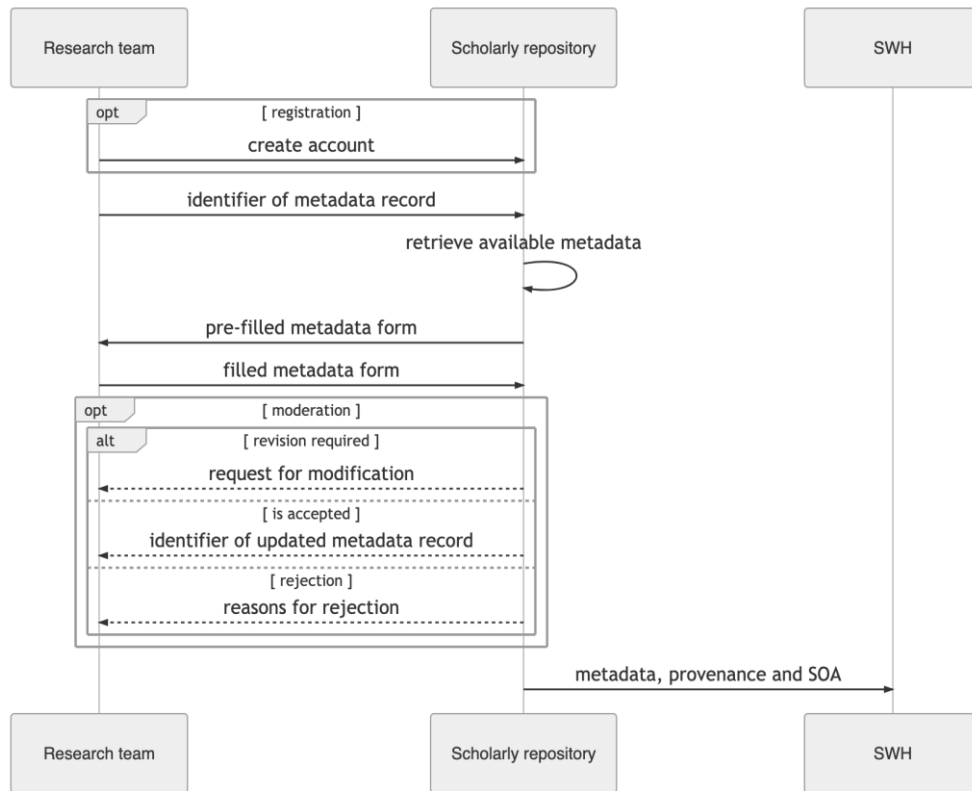 Research team
Scholarly repository
SWH
opt
[ registration ]
create account
identifier of metadata record
retrieve available metadata
pre-filled metadata form
filled metadata form
opt
[ moderation ]
alt
[ revision required ]
request for modification
[ is accepted ]
identifier of updated metadata record
[ rejection ]
reasons for rejection
metadata, provenance and SOA
Research team
Scholarly repository
SWH